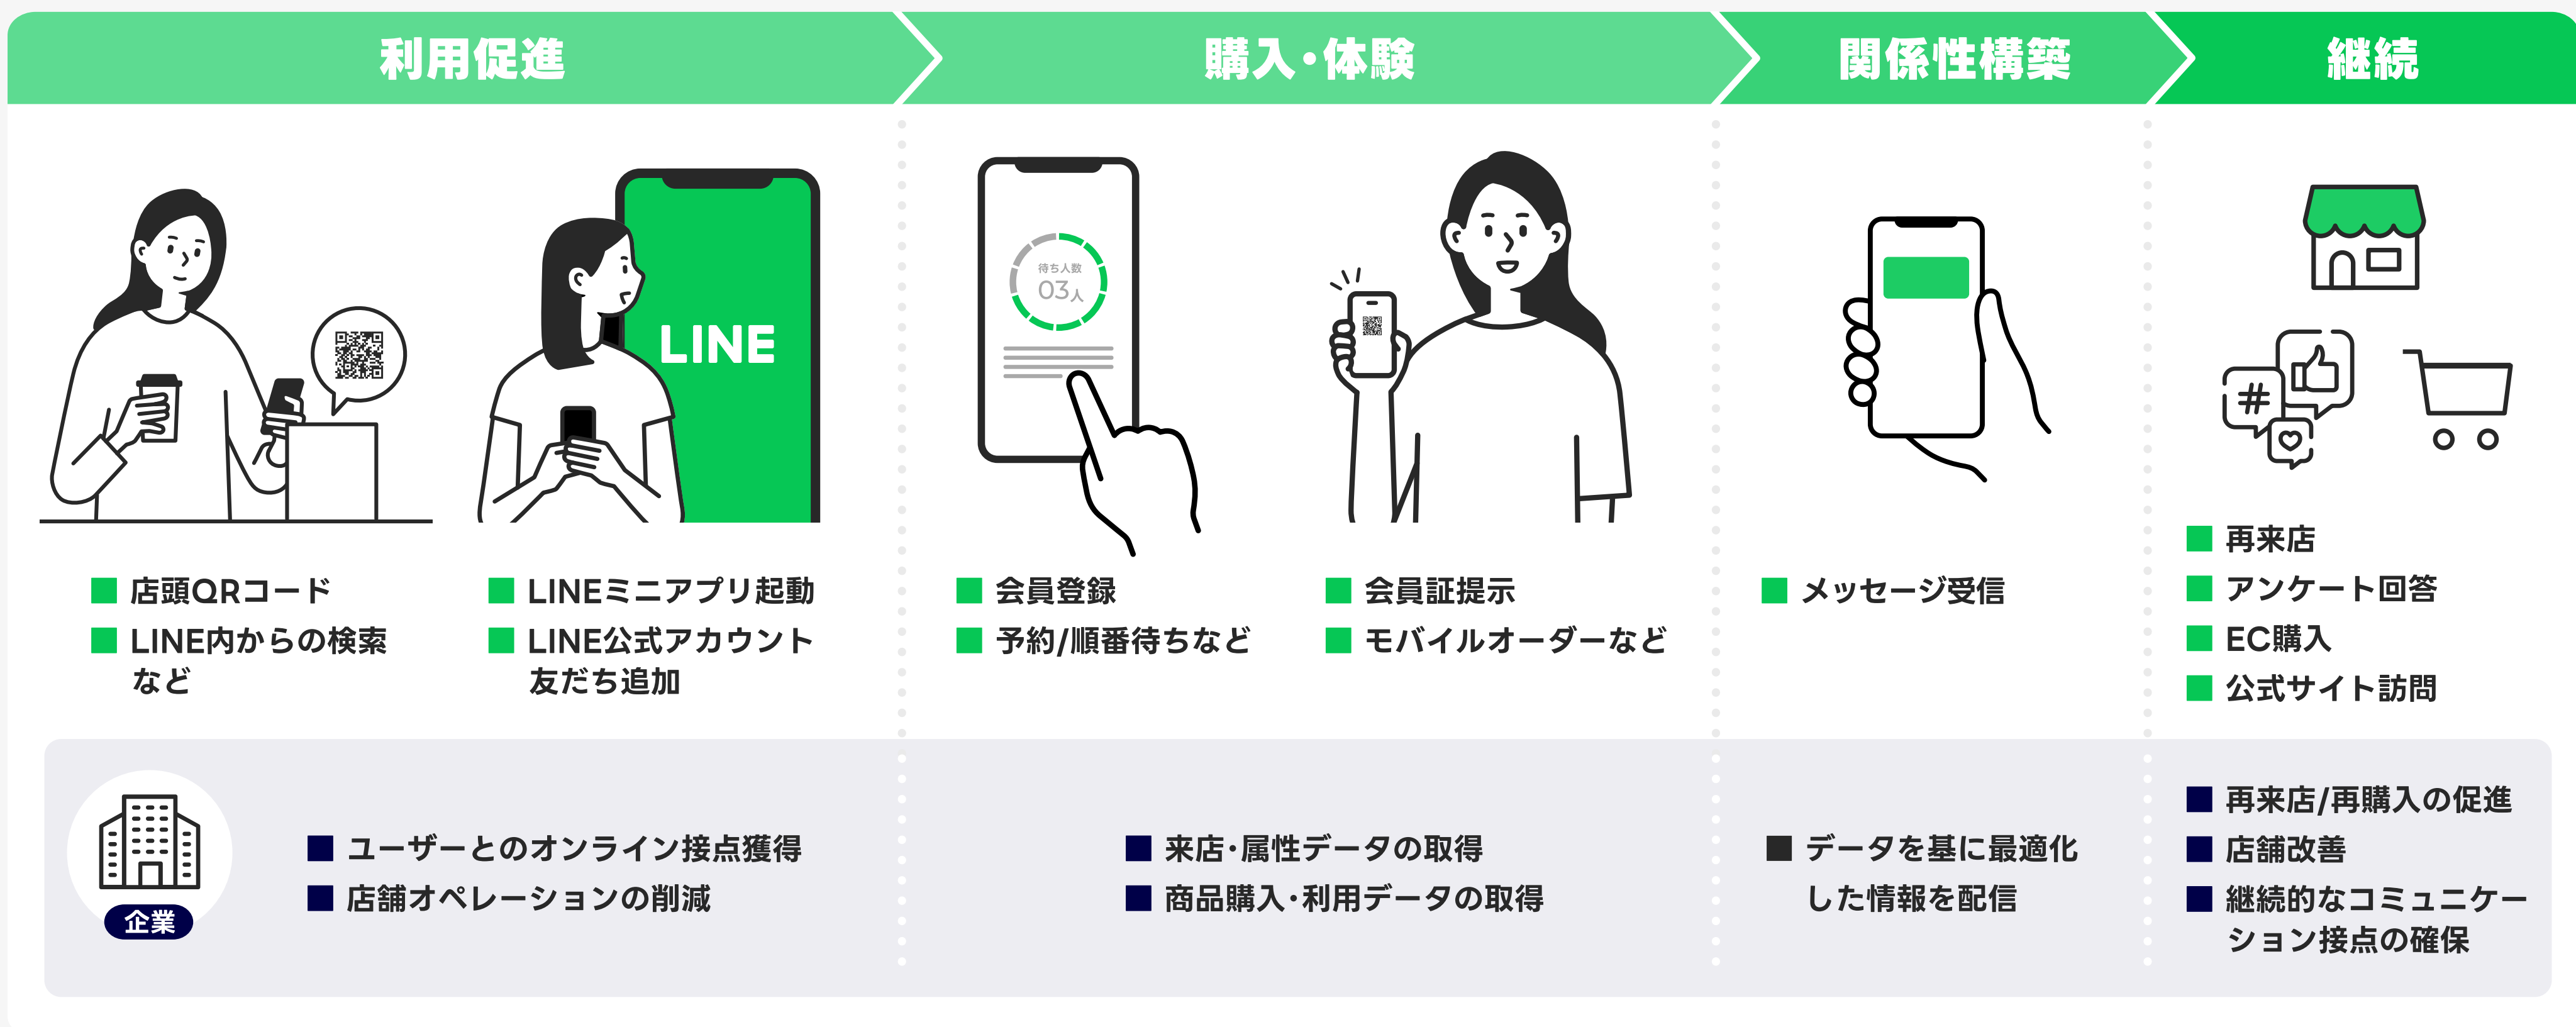 利用促進
購入・体験
関係性構築
継続
LINE
待ち人数
03人
#
店頭QRコード
LINE内からの検索
など
LINEミニアプリ起動
LINE公式アカウント
友だち追加
会員登録
予約/順番待ちなど
会員証提示
モバイルオーダーなど
メッセージ受信
再来店
アンケート回答
EC購入
公式サイト訪問
企業
ユーザーとのオンライン接点獲得
店舗オペレーションの削減
来店・属性データの取得
商品購入・利用データの取得
データを基に最適化
した情報を配信
再来店/再購入の促進
店舗改善
継続的なコミュニケー
ション接点の確保